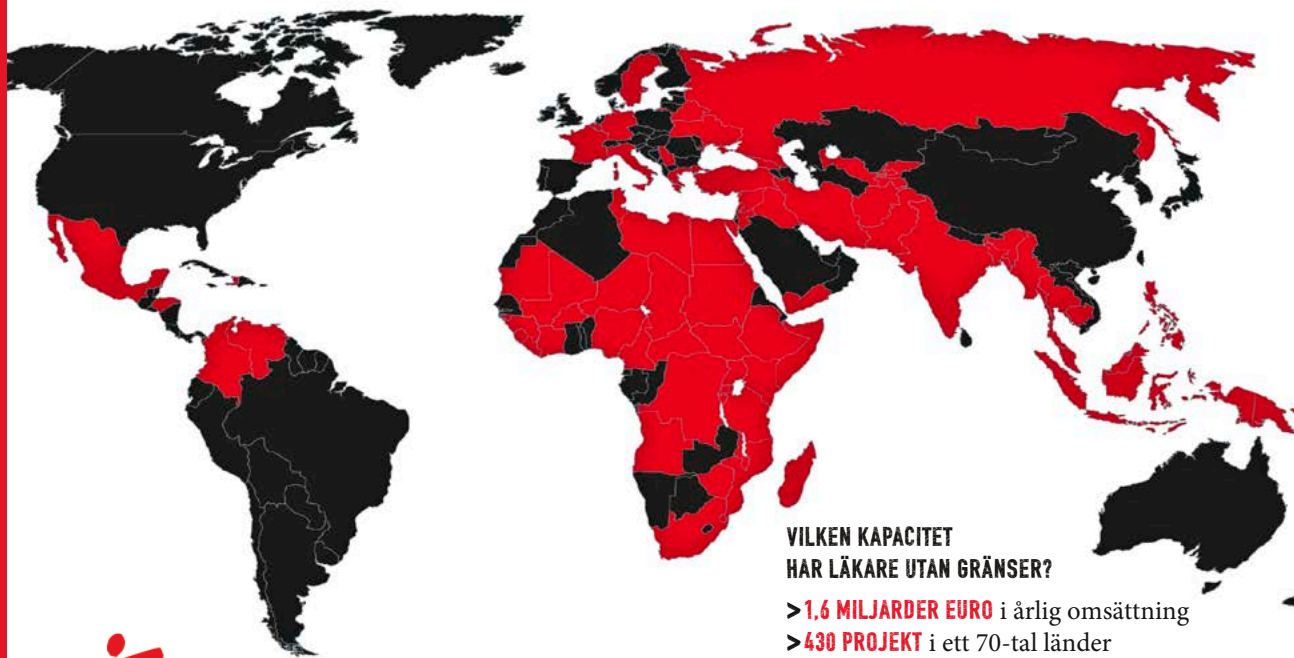 VILKEN KAPACITET
HAR LÄKARE UTAN GRÄNSER?
>1,6 MILJARDER EURO i årlig omsättning
>430 PROJEKT i ett 70-tal länder